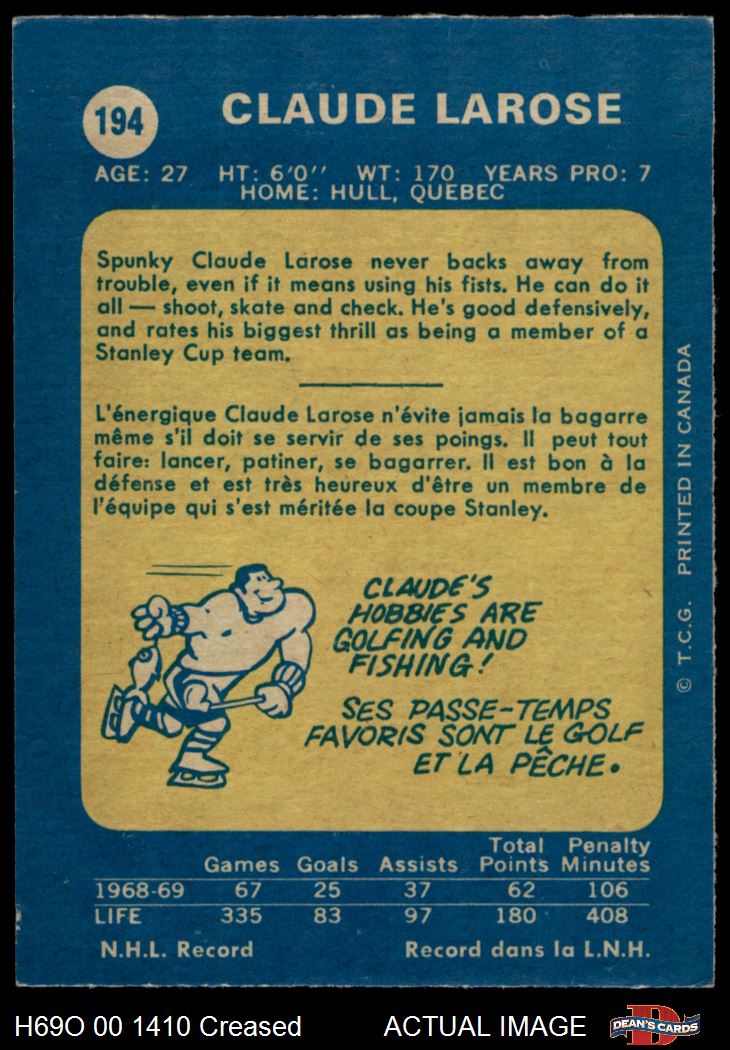 194
CLAUDE LAROSE
AGE: 27 HT: 6'0'' WT: 170 YEARS PRO: 7
HOME: HULL, QUEBEC
Spunky Claude Larose never backs away from
trouble, even if it means using his fists. He can do it
all — shoot, skate and check. He's good defensively,
and rates his biggest thrill as being a member of a
Stanley Cup team.
L'énergique Claude Larose n'évite jamais la bagarre
même s'il doit se servir de ses poings. Il peut tout
faire: lancer, patiner, se bagarrer. Il est bon à la
défense et est très heureux d'être un membre de
l'équipe qui s'est méritée la coupe Stanley.
CLAUDE'S
HOBBIES ARE
GOLFING AND
FISHING!
SES PASSE-TEMPS
FAVORIS SONT LE GOLF
ET LA PÊCHE.
© T.C.G. PRINTED IN CANADA
Total Penalty
Games Goals Assists Points Minutes
1968-69 67 25 37 62 106
LIFE 335 83 97 180 408
N.H.L. Record Record dans la L.N.H.
H69O 00 1410 Creased ACTUAL IMAGE
D
DEAN'S CARDS